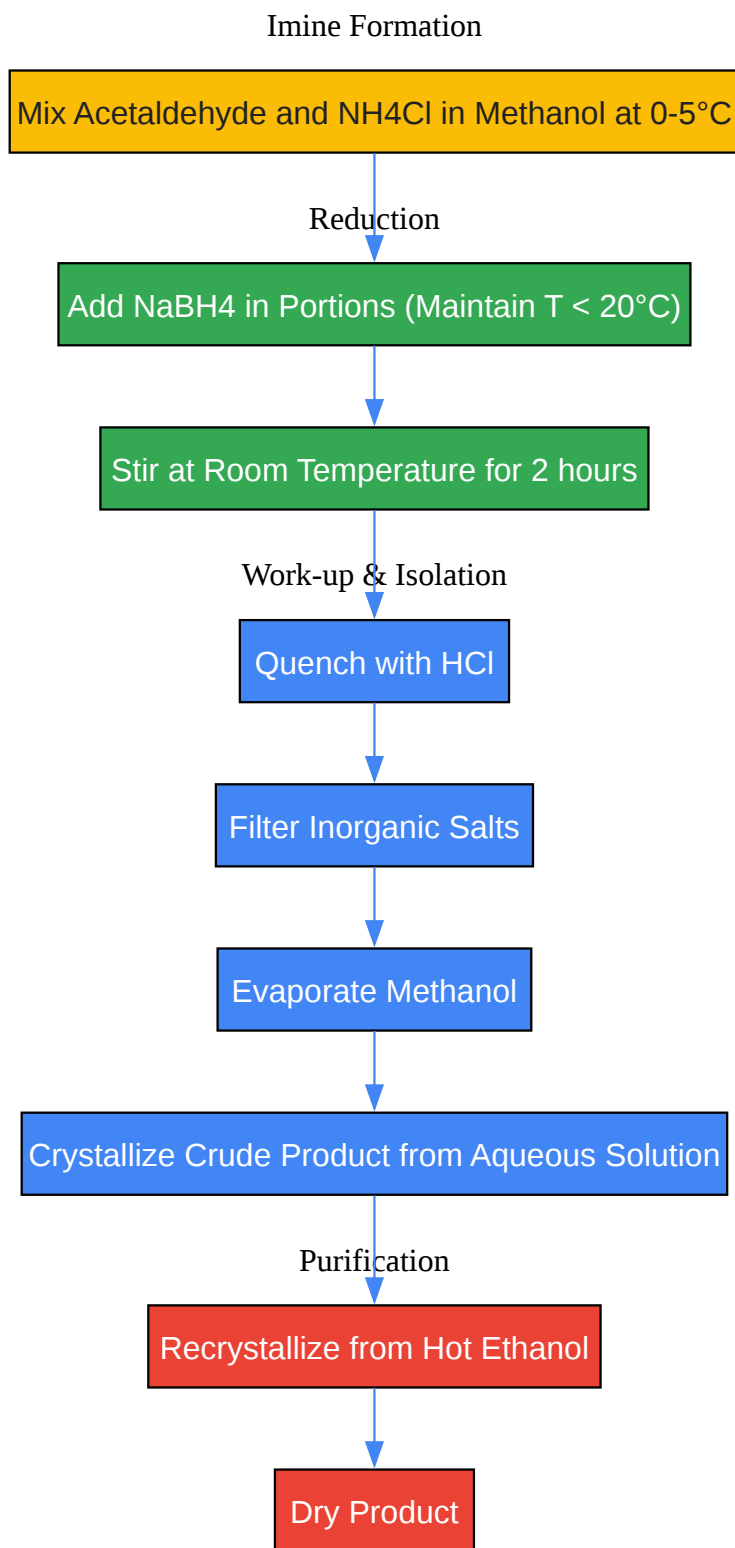 Imine Formation
Mix Acetaldehyde and NH4Cl in Methanol at 0-5°C
Reduction
Add NaBH4 in Portions (Maintain T < 20°C)
Stir at Room Temperature for 2 hours
Work-up & Isolation
Quench with HCl
Filter Inorganic Salts
Evaporate Methanol
Crystallize Crude Product from Aqueous Solution
Purification
Recrystallize from Hot Ethanol
Dry Product